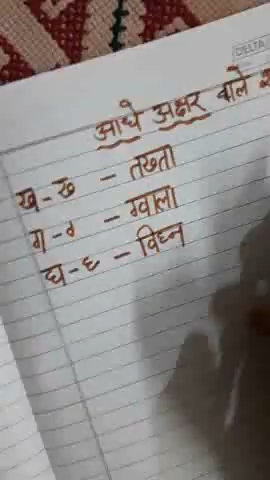 DELTA
आधे अक्षर वाले
ख - ख्‍ - तख्ता
ग - ग्‍ - ग्वाला
घ - घ्‍ - विघ्न